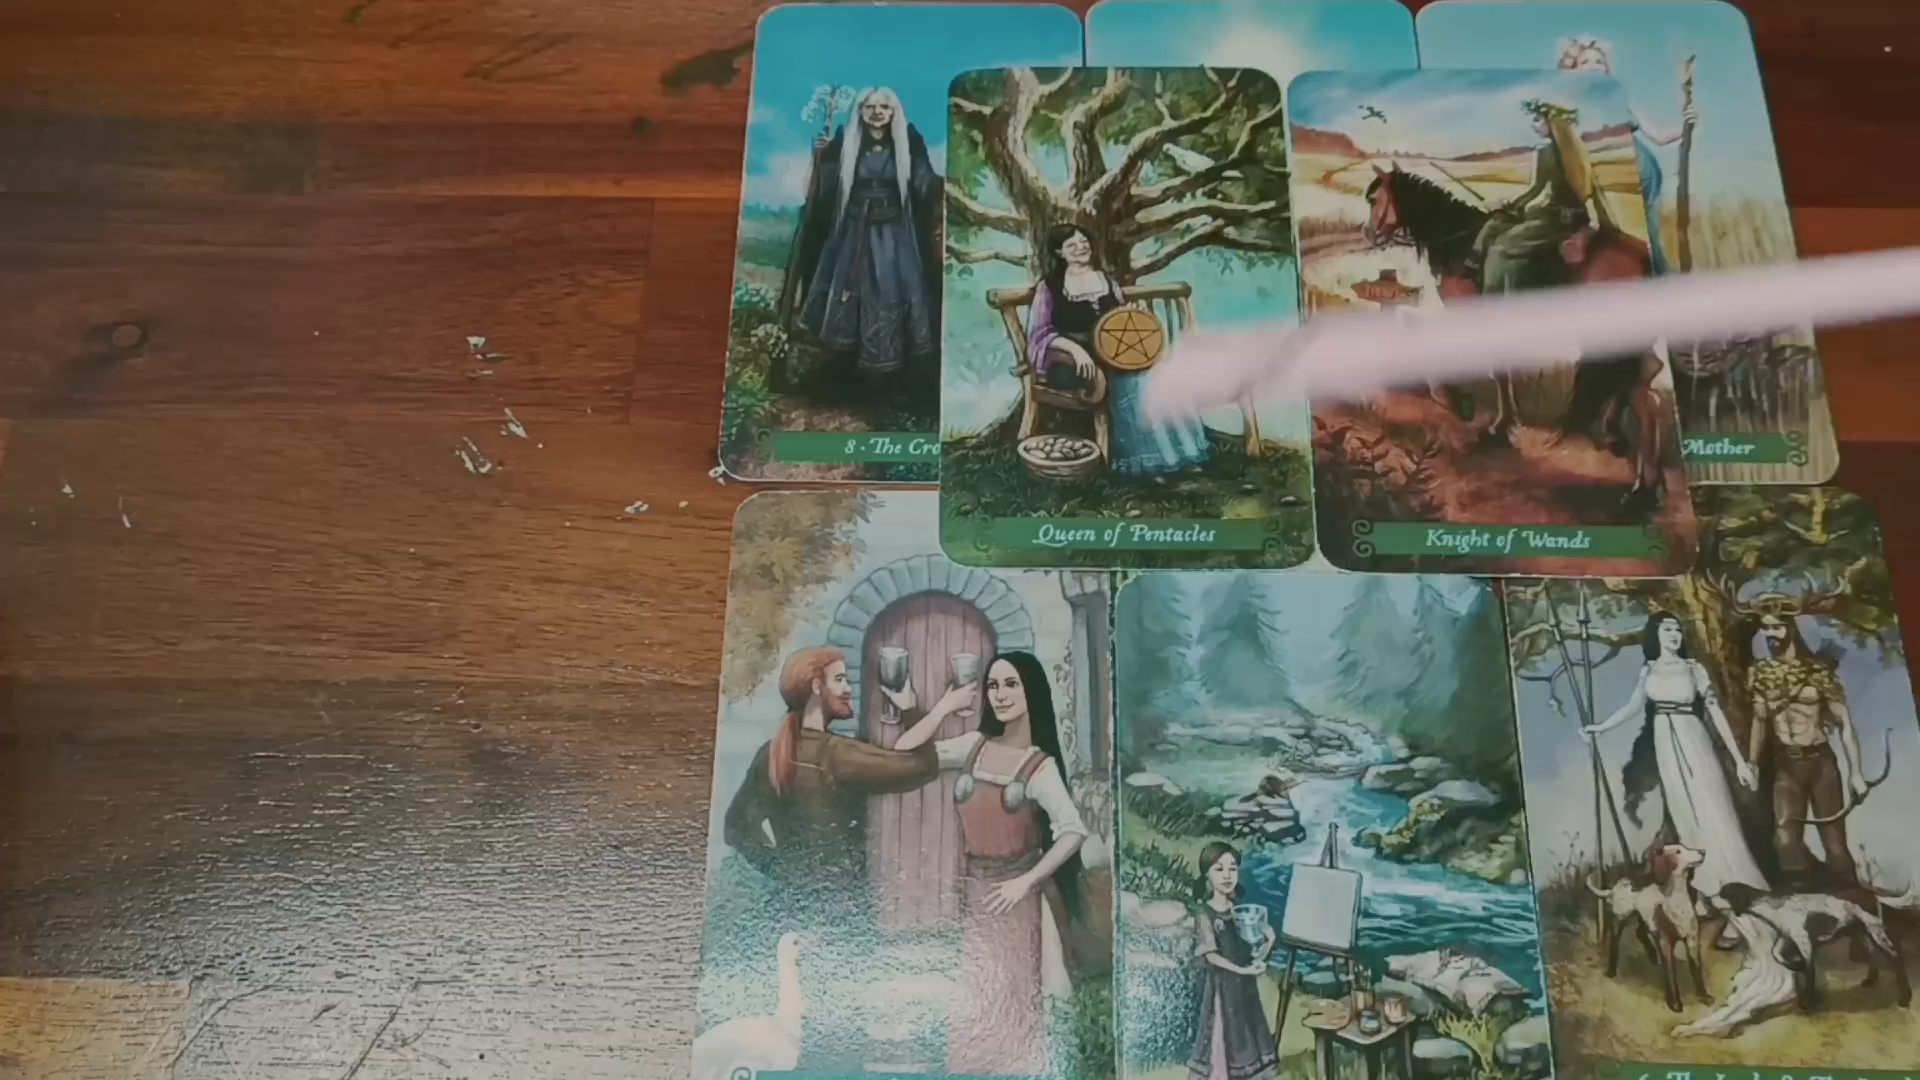 8 · The Cro
Mother
Queen of Pentacles
Knight of Wands